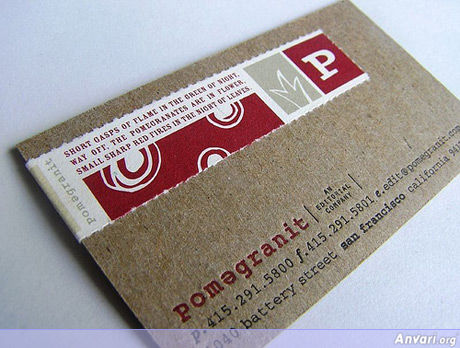 SHORT GASPS OF FLAME IN THE GREEN OF NIGHT,
WAY OFF, THE POMEGRANATES ARE IN FLOWER,
SMALL SHARP RED FIRES IN THE NIGHT OF LEAVES.
P
pomegranit
pomegranit
AN
EDITORIAL
COMPANY
p.415.291.5800 f.415.291.5801 e.edit@pomegranit.com
battery street san francisco california
Anvari.org